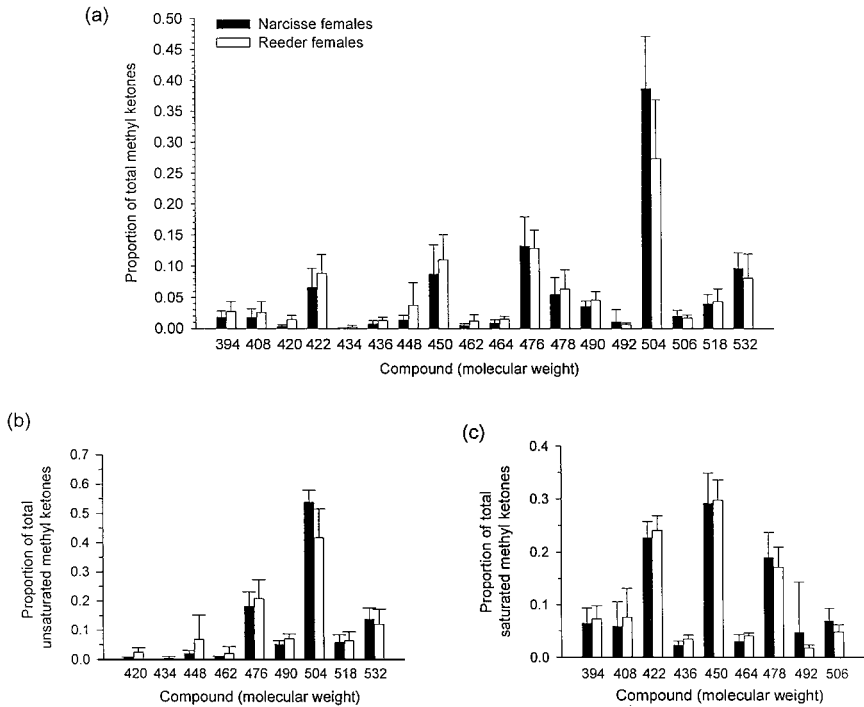 (a)
Narcisse females
Reeder females
Proportion of total methyl ketones
0.50
0.45
0.40
0.35
0.30
0.25
0.20
0.15
0.10
0.05
0.00
394 408 420 422 434 436 448 450 462 464 476 478 490 492 504 506 518 532
Compound (molecular weight)
(b)
Proportion of total
unsaturated methyl ketones
0.7
0.6
0.5
0.4
0.3
0.2
0.1
0.0
420 434 448 462 476 490 504 518 532
Compound (molecular weight)
(c)
Proportion of total
saturated methyl ketones
0.4
0.3
0.2
0.1
0.0
394 408 422 436 450 464 478 492 506
Compound (molecular weight)